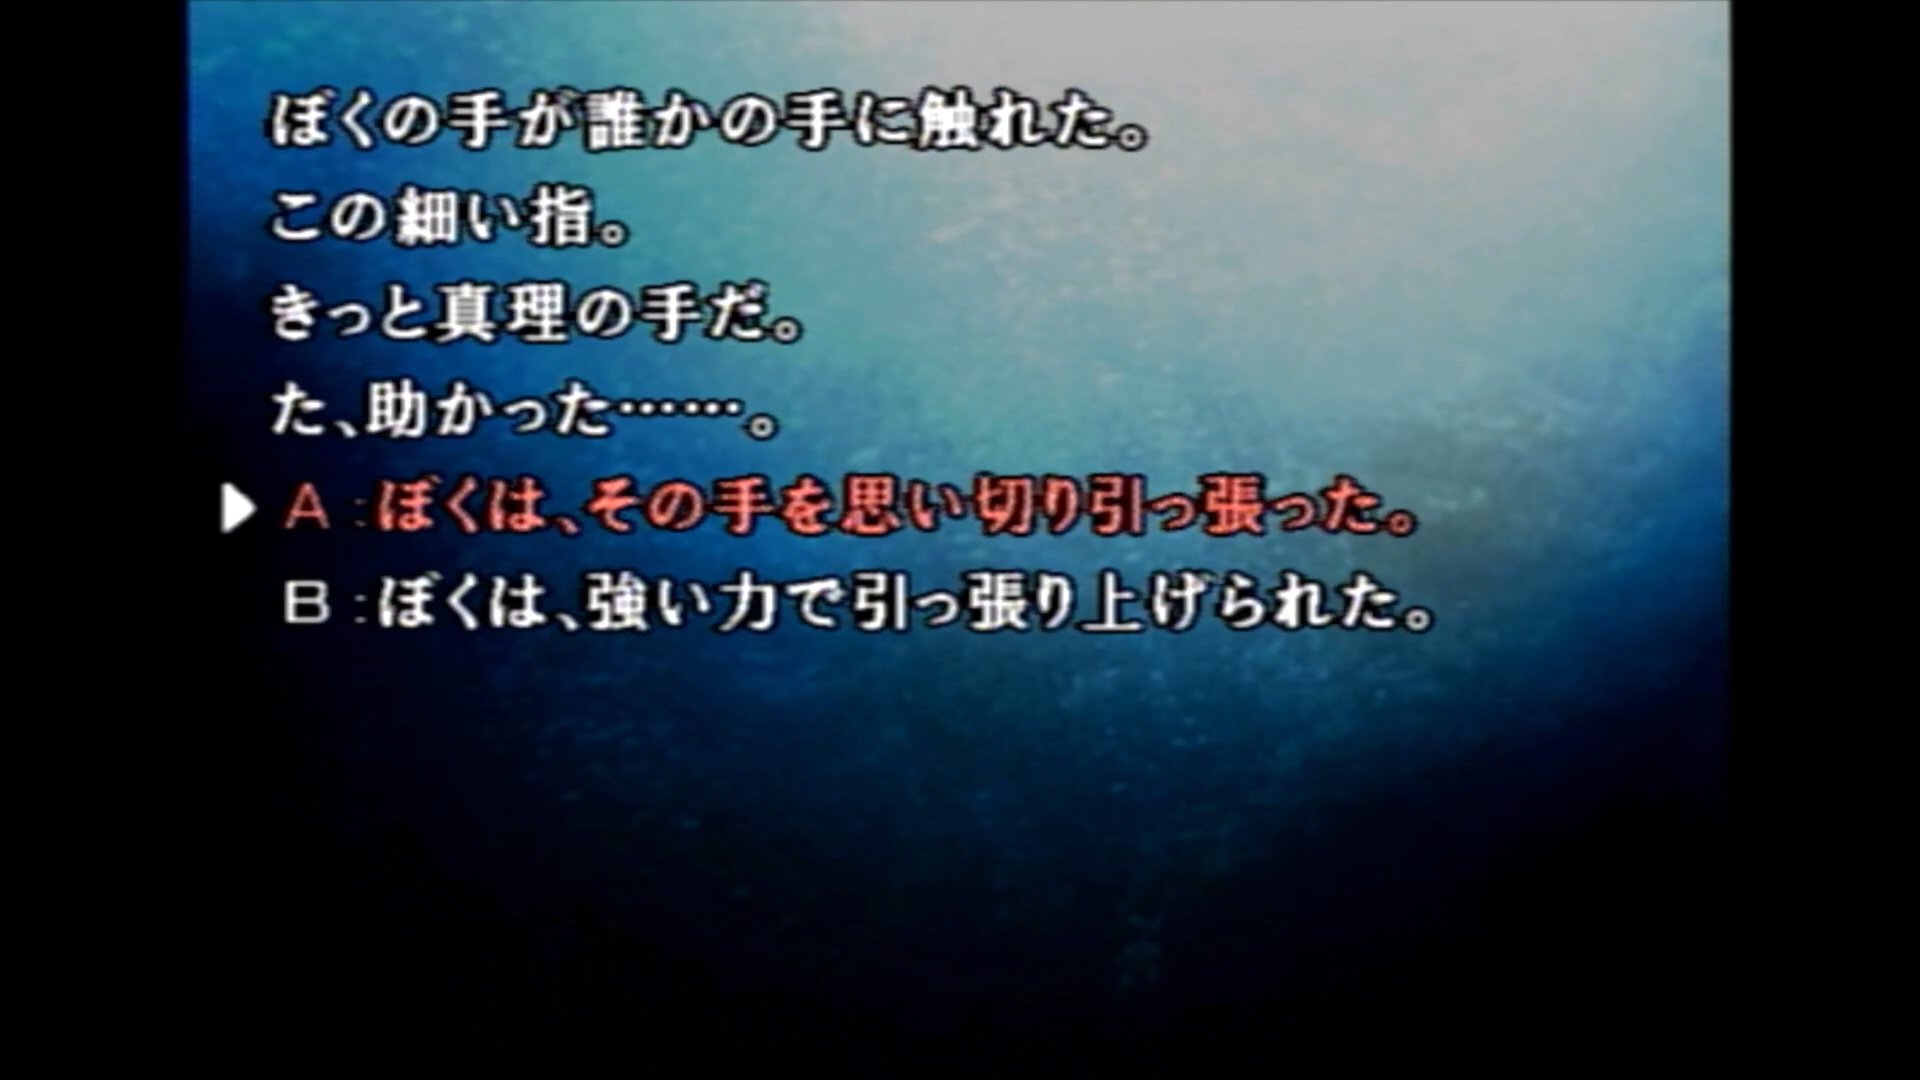 ぼくの手が誰かの手に触れた。
この細い指。
きっと真理の手だ。
た、助かった……。
A：ぼくは、その手を思い切り引っ張った。
B：ぼくは、強い力で引っ張り上げられた。